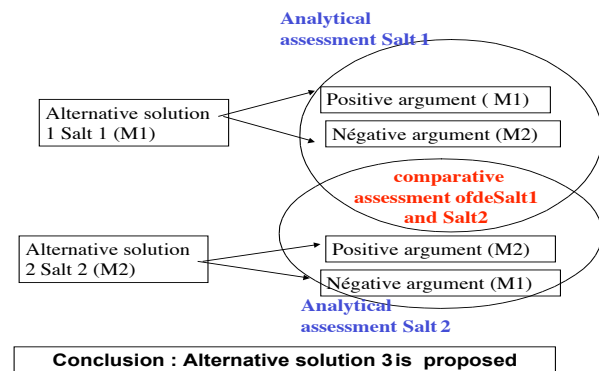 Analytical
assessment Salt 1
Positive argument ( M1)
Alternative solution
1 Salt 1 (M1)
Négative argument (M2)
comparative
assessment ofdeSalt1
and Salt2
Alternative solution
2 Salt 2 (M2)
Positive argument (M2)
Négative argument (M1)
Analytical
assessment Salt 2
Conclusion : Alternative solution 3 is proposed